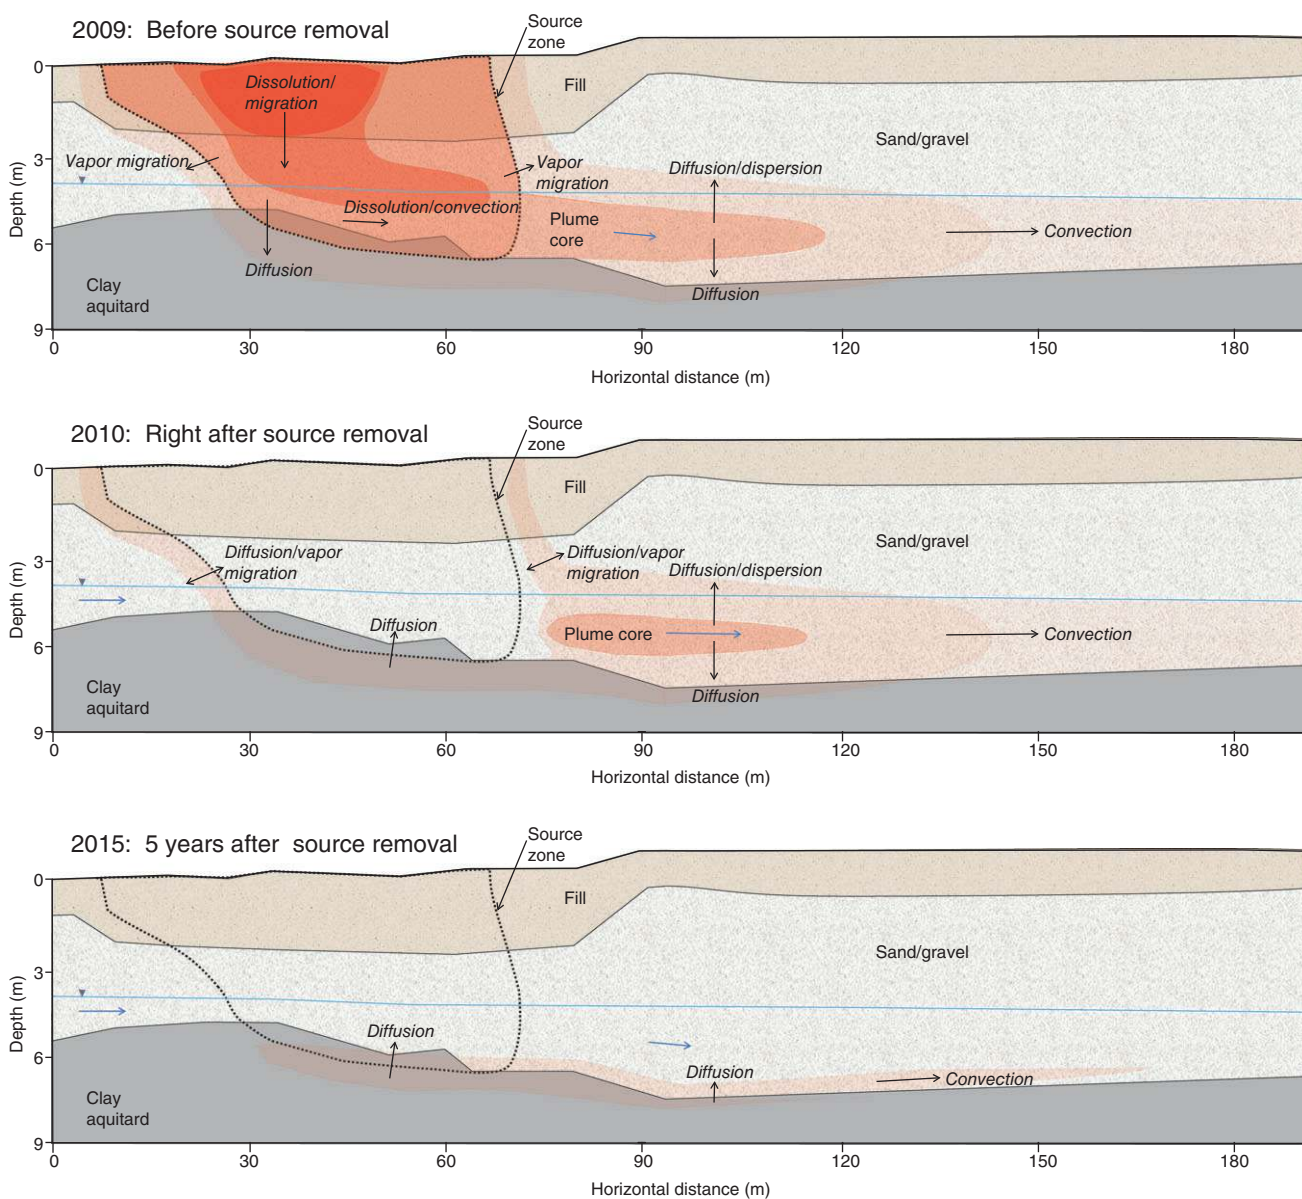 2009: Before source removal
Source
zone
0
Dissolution/
migration
Fill
Sand/gravel
3
Vapor migration
Vapor
migration
Diffusion/dispersion
Depth (m)
Dissolution/convection
Plume
core
Convection
6
Diffusion
Diffusion
Clay
aquitard
9
0
30
60
90
120
150
180
Horizontal distance (m)
2010: Right after source removal
Source
zone
0
Fill
Sand/gravel
3
Diffusion/vapor
migration
Diffusion/vapor
migration
Diffusion/dispersion
Depth (m)
Diffusion
Plume core
Convection
6
Clay
aquitard
Diffusion
9
0
30
60
90
120
150
180
Horizontal distance (m)
2015: 5 years after source removal
Source
zone
0
Fill
Sand/gravel
3
Depth (m)
Diffusion
6
Diffusion
Convection
Clay
aquitard
9
0
30
60
90
120
150
180
Horizontal distance (m)